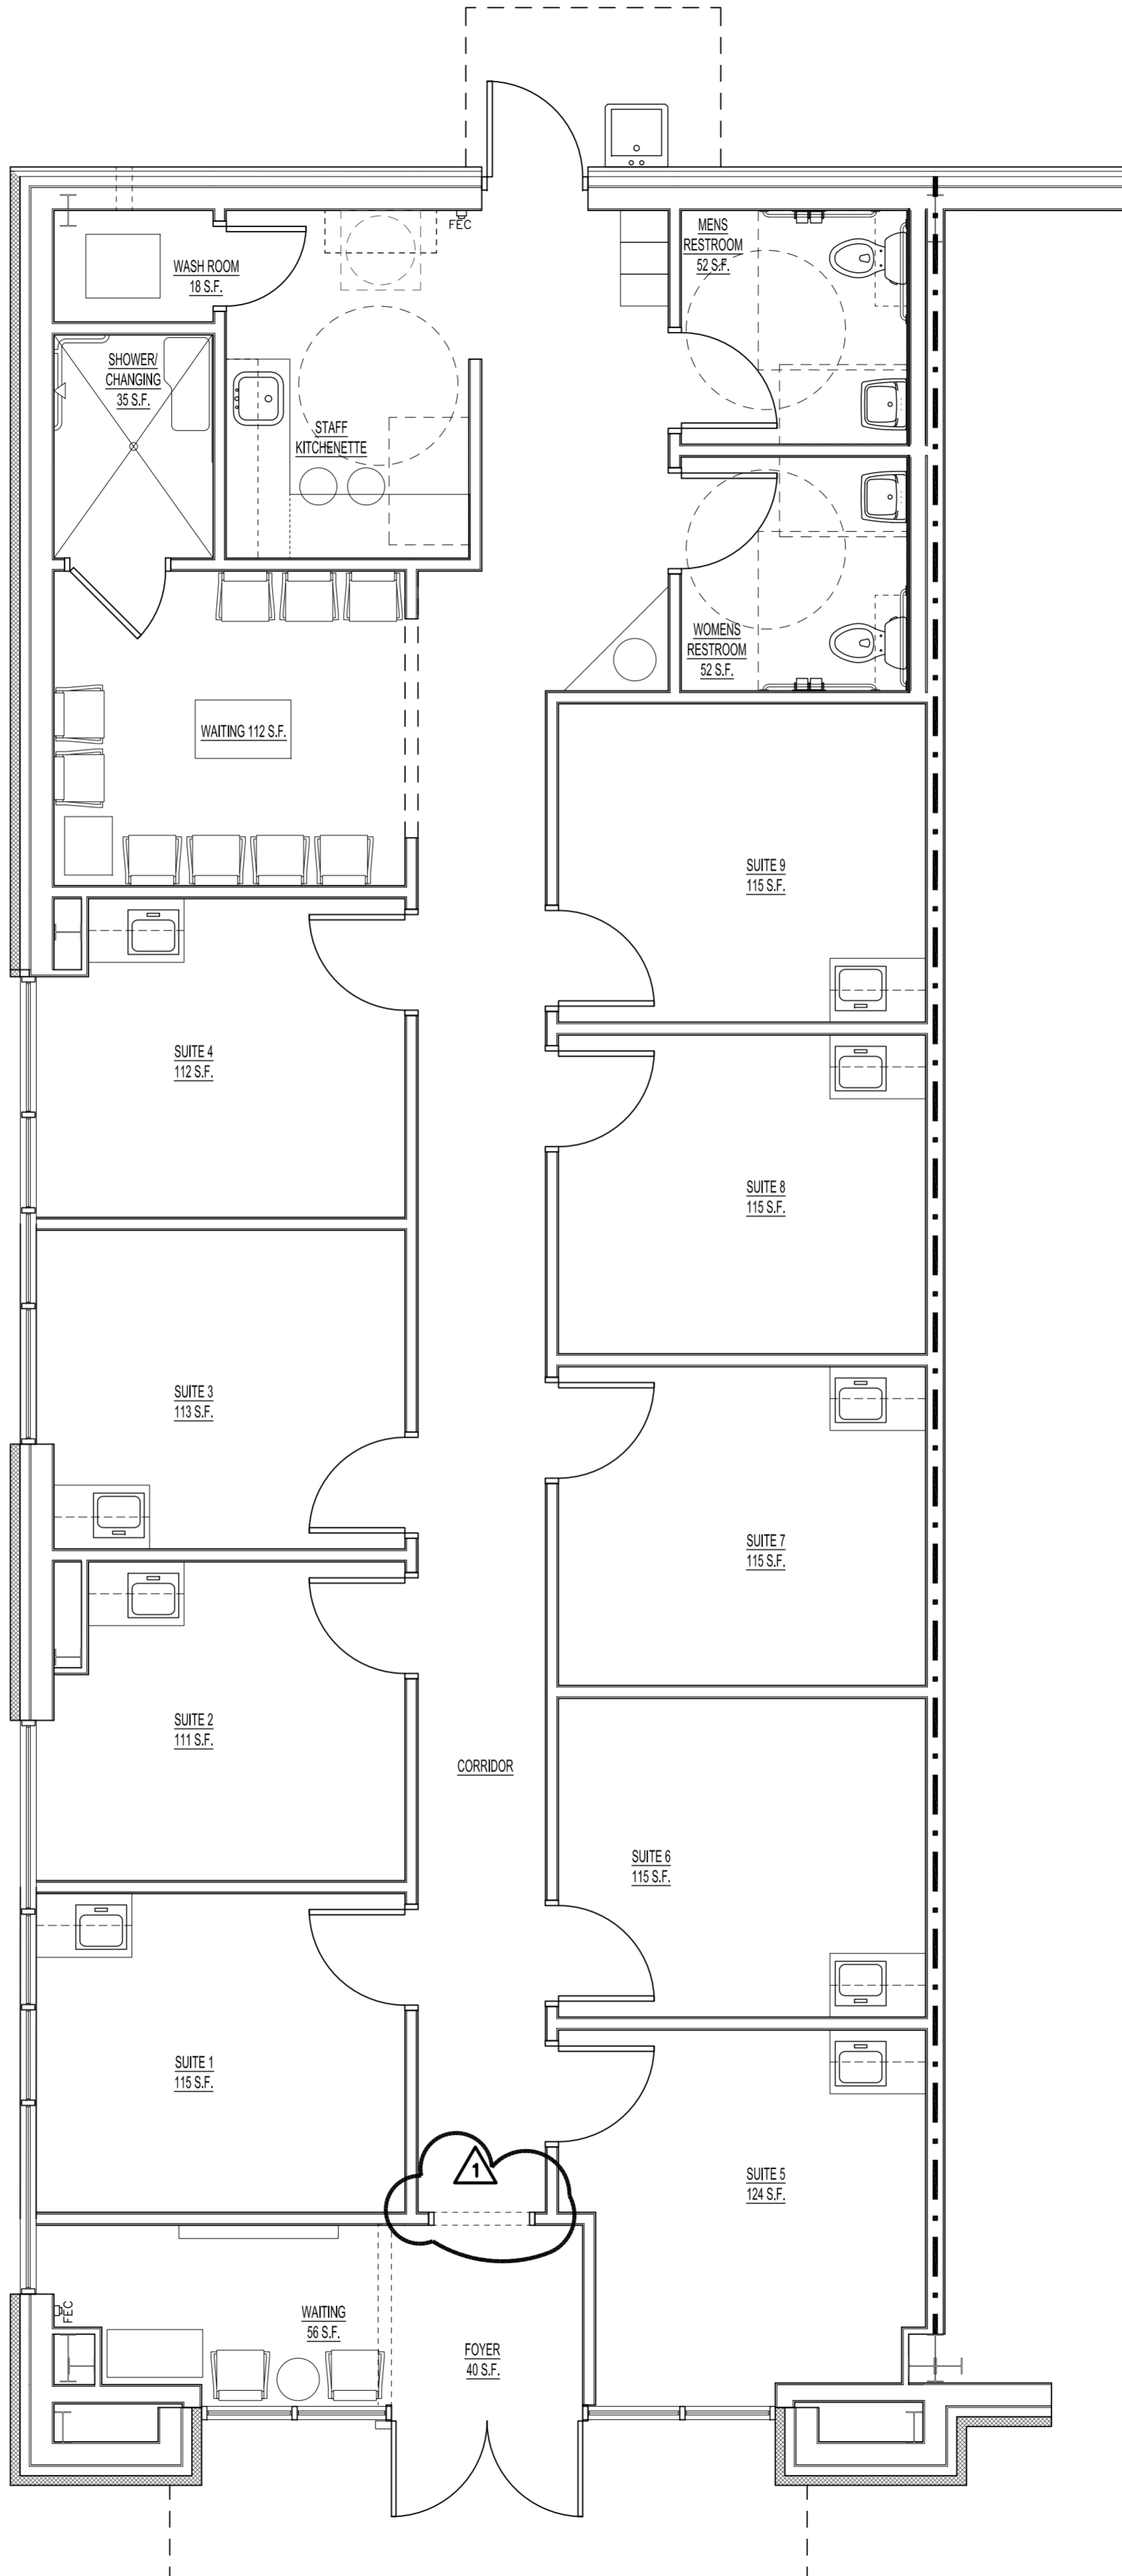 FEC
MENS
RESTROOM
52 S.F.
WASH ROOM
18 S.F.
SHOWER/
CHANGING
35 S.F.
STAFF
KITCHENETTE
WOMENS
RESTROOM
52 S.F.
WAITING 112 S.F.
SUITE 9
115 S.F.
SUITE 4
112 S.F.
SUITE 8
115 S.F.
SUITE 3
113 S.F.
SUITE 7
115 S.F.
SUITE 2
111 S.F.
CORRIDOR
SUITE 6
115 S.F.
SUITE 1
115 S.F.
1
SUITE 5
124 S.F.
FEC
WAITING
56 S.F.
FOYER
40 S.F.